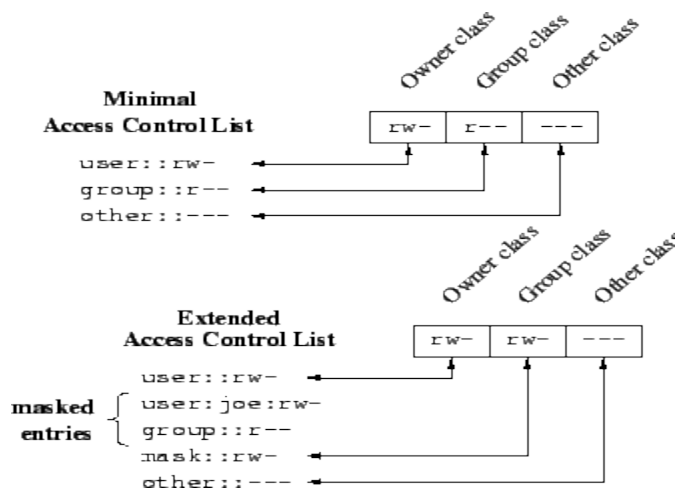 Owner class
Group class
Other class
Minimal
Access Control List
rw- r-- ---
user::rw-
group::r--
other::---
Owner class
Group class
Other class
Extended
Access Control List
rw- rw- ---
user::rw-
masked
entries
user:joe:rw-
group::r--
mask::rw-
other::---